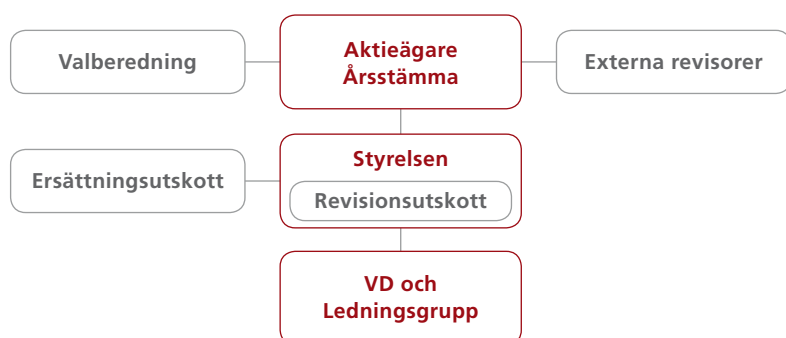 Valberedning
Aktieägare
Årsstämma
Externa revisorer
Ersättningsutskott
Styrelsen
Revisionsutskott
VD och
Ledningsgrupp